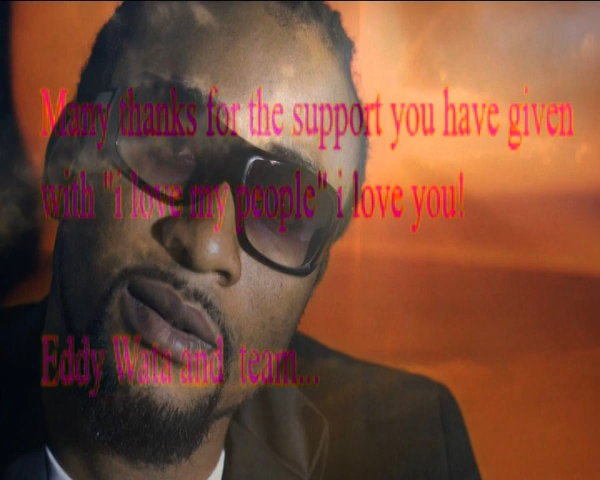 Many thanks for the support you have given
with "i love my people" i love you!
Eddy Wata and team...